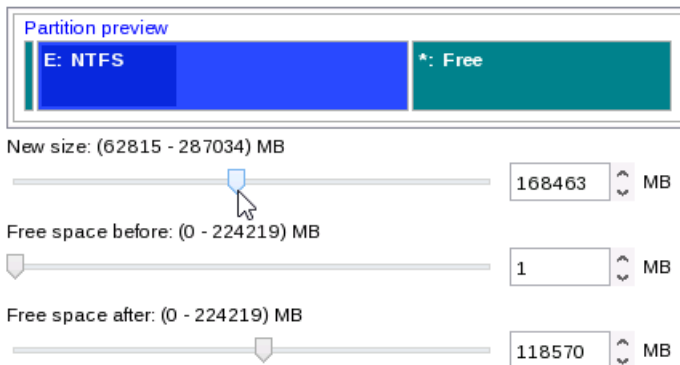 Partition preview
E: NTFS *: Free
New size: (62815 - 287034) MB
168463 MB
Free space before: (0 - 224219) MB
1 MB
Free space after: (0 - 224219) MB
118570 MB